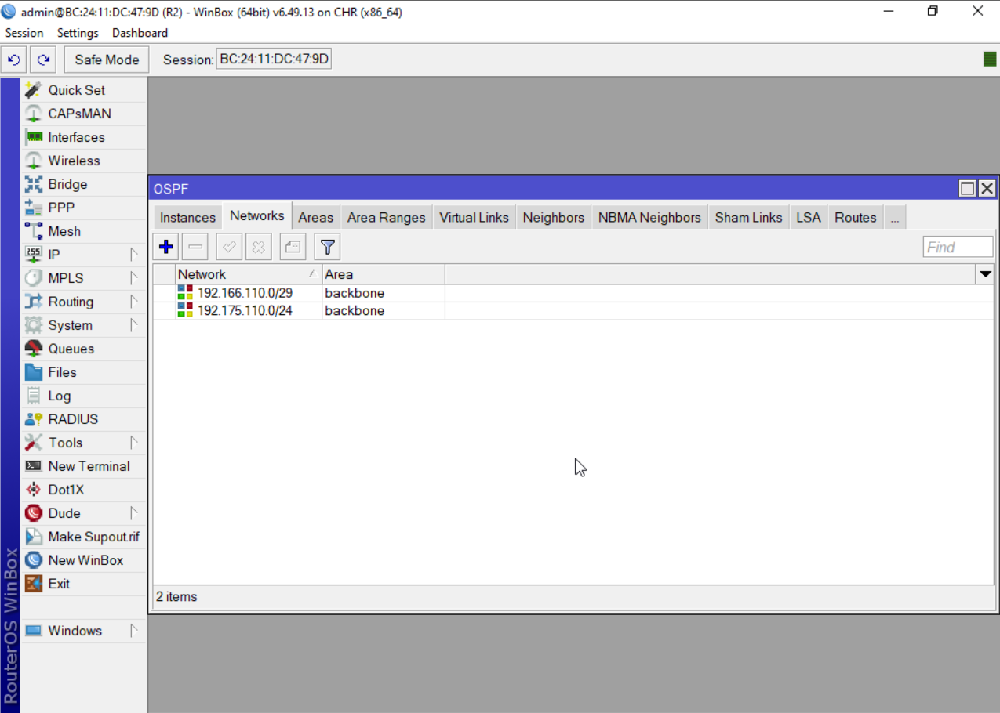 admin@BC:24:11:DC:47:9D (R2) - WinBox (64bit) v6.49.13 on CHR (x86_64)
Session Settings Dashboard
Safe Mode Session: BC:24:11:DC:47:9D
Quick Set
CAPsMAN
Interfaces
Wireless
Bridge
PPP
Mesh
255 IP
MPLS
Routing
System
Queues
Files
Log
RADIUS
Tools
New Terminal
Dot1X
Dude
Make Supout.rif
New WinBox
Exit
Windows
RouterOS WinBox
OSPF
Instances Networks Areas Area Ranges Virtual Links Neighbors NBMA Neighbors Sham Links LSA Routes ...
Find
Network Area
192.166.110.0/29 backbone
192.175.110.0/24 backbone
2 items